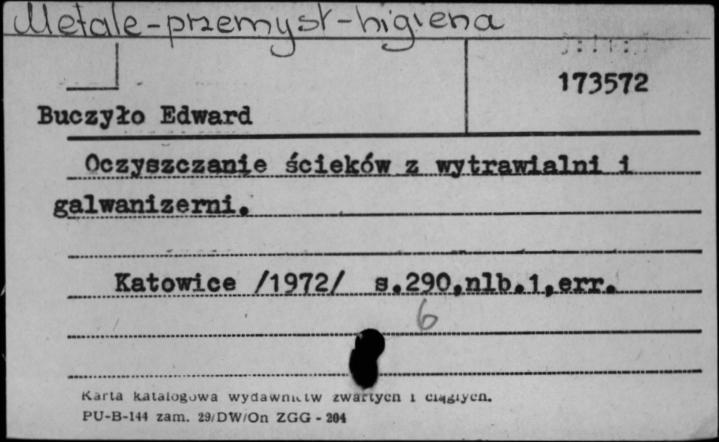 Metale-przemysł-higiena
173572
Buczyło Edward
Oczyszczanie ścieków z wytrawialni i
galwanizerni.
Katowice /1972/ s.290,nlb.1,err.
6
Karta katalogowa wydawnictw zwartych i ciągłych.
PU-B-144 zam. 29/DW/On ZGG - 204